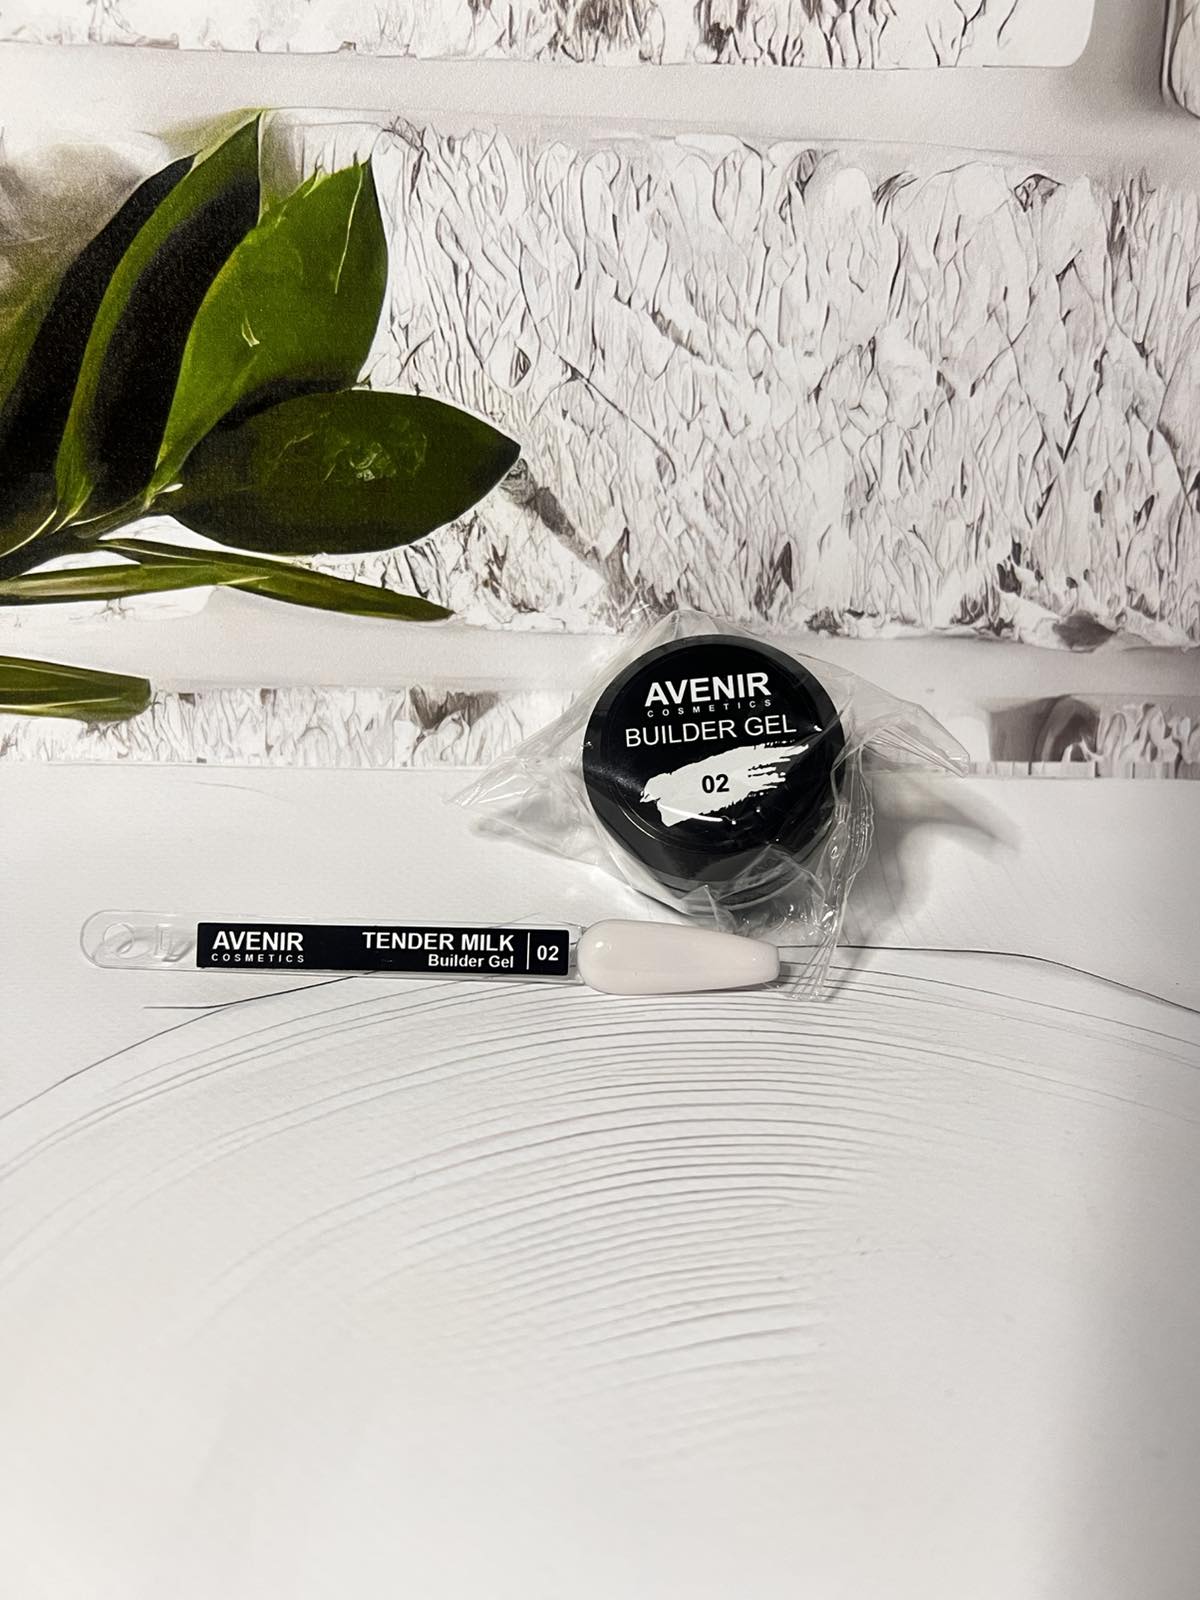 AVENIR
COSMETICS
BUILDER GEL
02
AVENIR
COSMETICS
TENDER MILK
Builder Gel
02